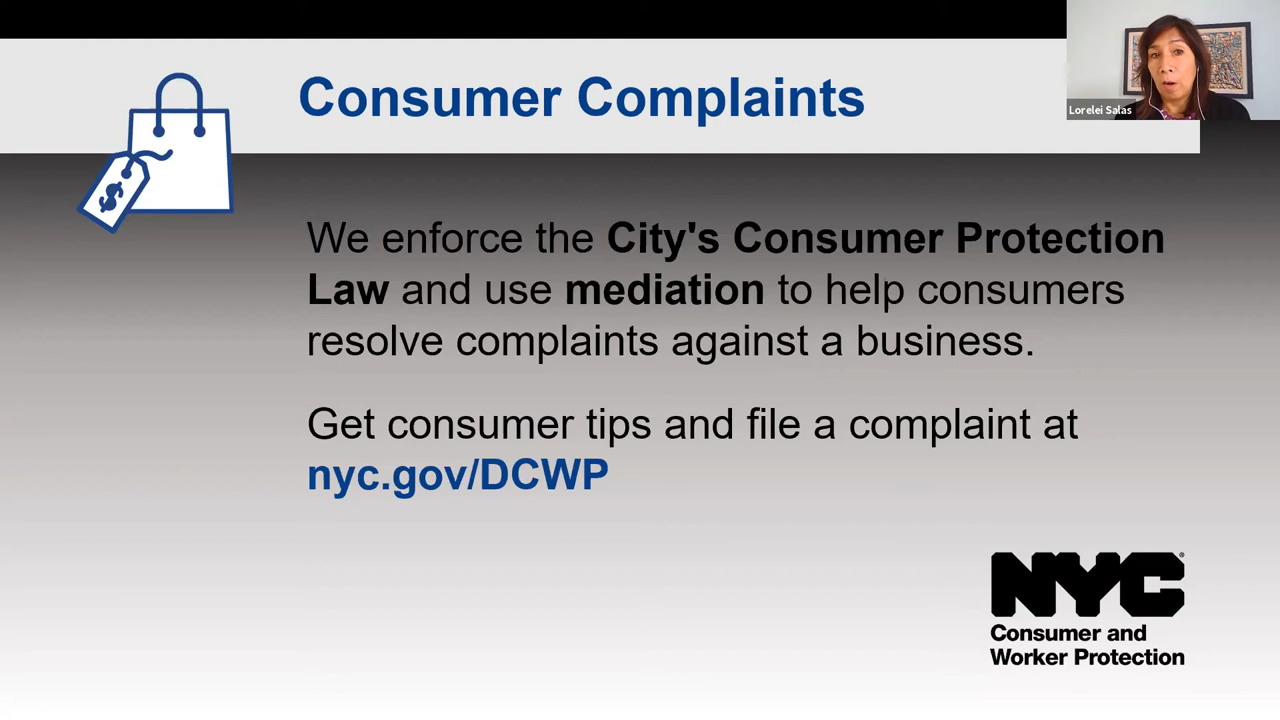 Consumer Complaints
Lorelei Salas
$
We enforce the City's Consumer Protection
Law and use mediation to help consumers
resolve complaints against a business.
Get consumer tips and file a complaint at
nyc.gov/DCWP
NYC®
Consumer and
Worker Protection